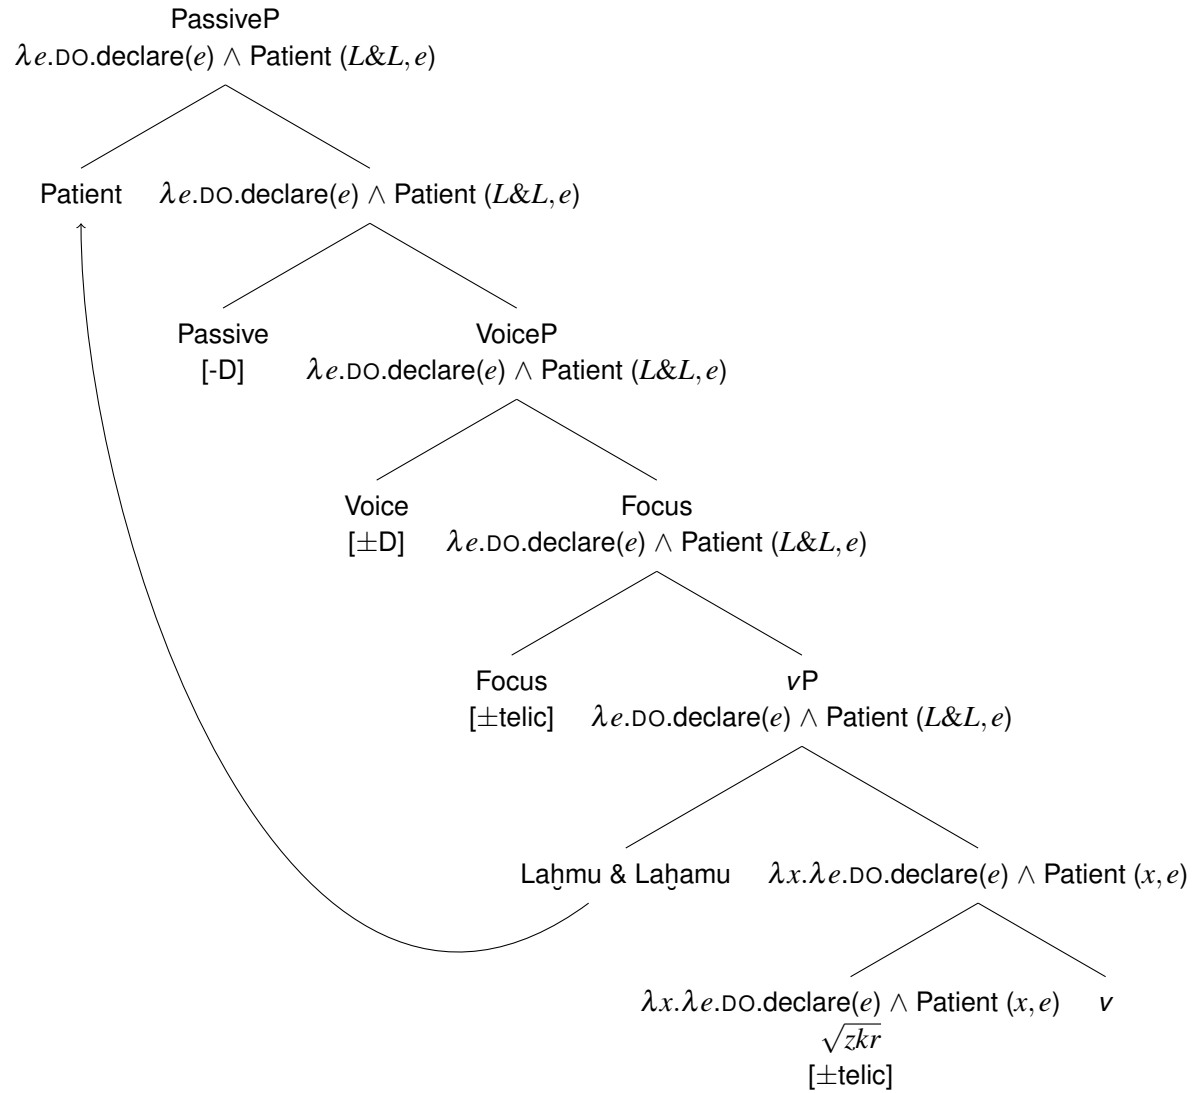 PassiveP
λe.DO.declare(e) ∧ Patient (L&L, e)
Patient λe.DO.declare(e) ∧ Patient (L&L, e)
Passive VoiceP
[-D] λe.DO.declare(e) ∧ Patient (L&L, e)
Voice Focus
[±D] λe.DO.declare(e) ∧ Patient (L&L, e)
Focus vP
[±telic] λe.DO.declare(e) ∧ Patient (L&L, e)
Laḫmu & Laḫamu λx.λe.DO.declare(e) ∧ Patient (x, e)
λx.λe.DO.declare(e) ∧ Patient (x, e) v
√zkr
[±telic]